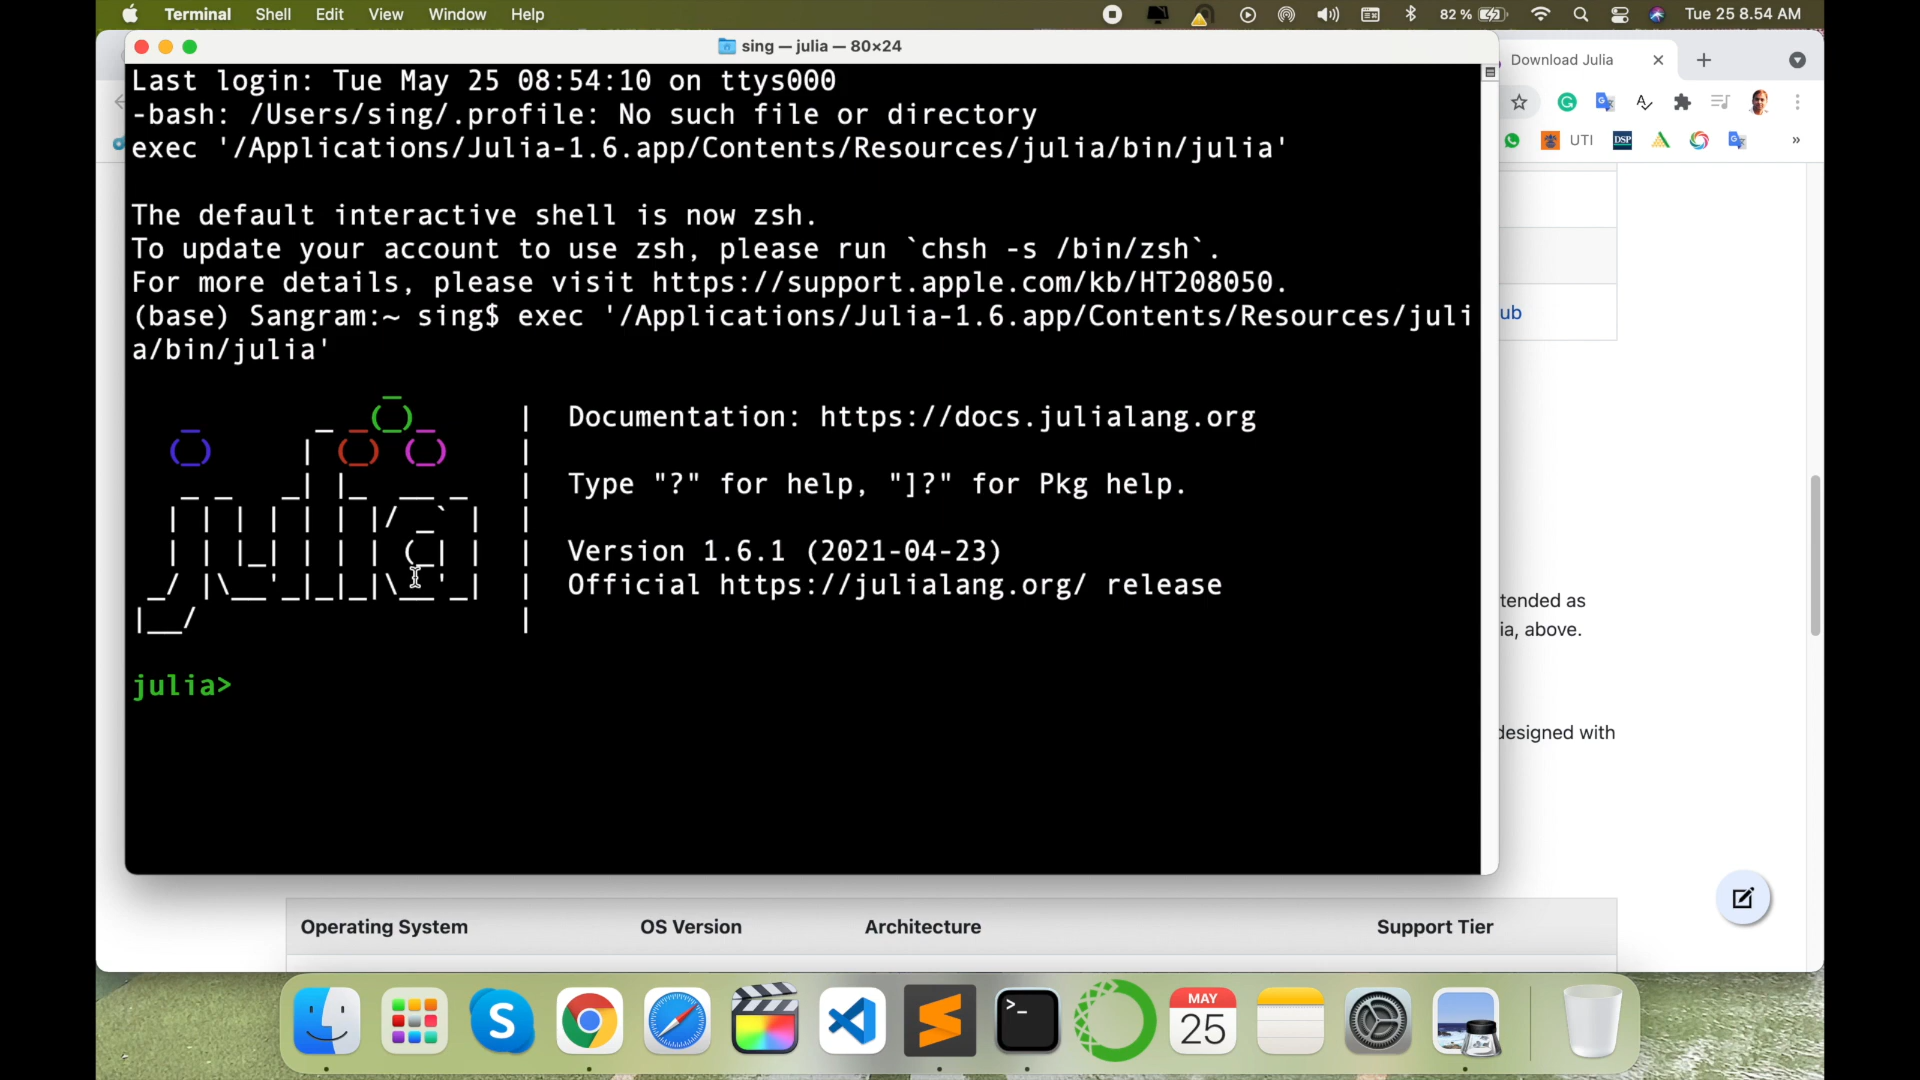 Terminal Shell Edit View Window Help 82 % Tue 25 8.54 AM
sing — julia — 80×24
Download Julia
Last login: Tue May 25 08:54:10 on ttys000
-bash: /Users/sing/.profile: No such file or directory
exec '/Applications/Julia-1.6.app/Contents/Resources/julia/bin/julia'
UTI
DSP
»
The default interactive shell is now zsh.
To update your account to use zsh, please run `chsh -s /bin/zsh`.
For more details, please visit https://support.apple.com/kb/HT208050.
(base) Sangram:~ sing$ exec '/Applications/Julia-1.6.app/Contents/Resources/juli
a/bin/julia'
ub
Documentation: https://docs.julialang.org
Type "?" for help, "]?" for Pkg help.
Version 1.6.1 (2021-04-23)
Official https://julialang.org/ release
julia
tended as
ia, above.
julia>
designed with
Operating System OS Version Architecture Support Tier
MAY
25